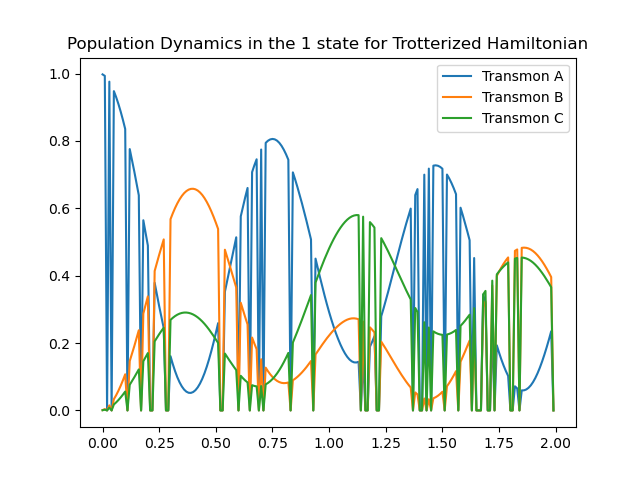 Population Dynamics in the 1 state for Trotterized Hamiltonian
1.0
0.8
0.6
0.4
0.2
0.0
Transmon A
Transmon B
Transmon C
0.00 0.25 0.50 0.75 1.00 1.25 1.50 1.75 2.00